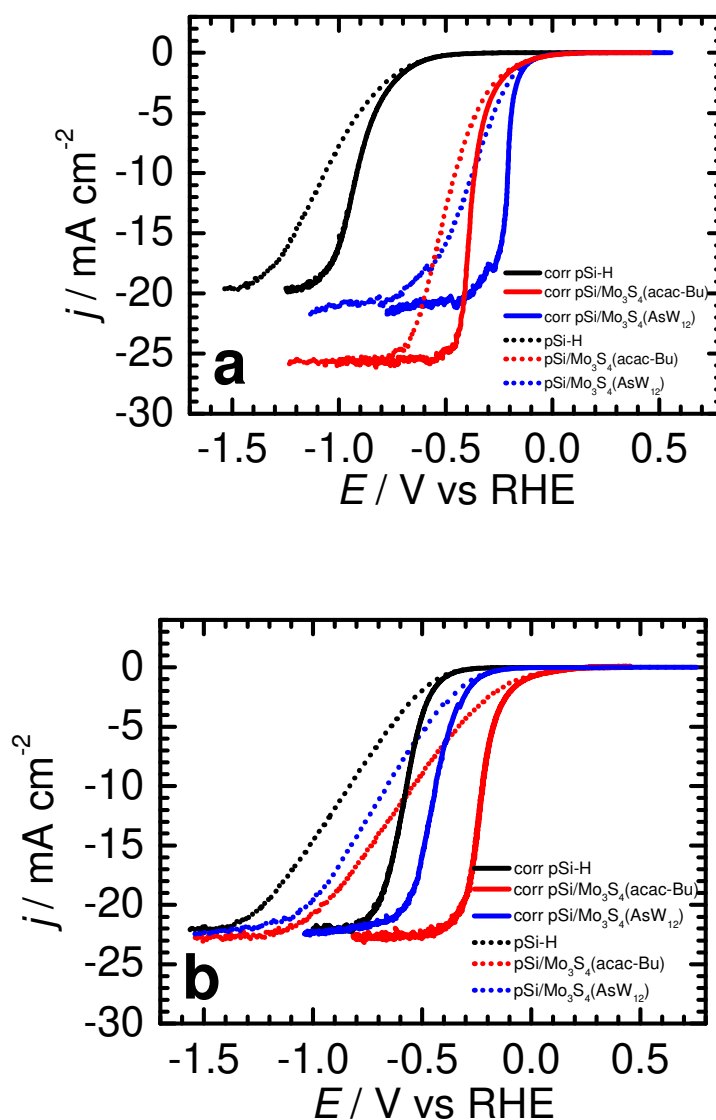 0
-5
-10
-15
-20
-25
-30
j / mA cm⁻²
corr pSi-H
corr pSi/Mo₃S₄(acac-Bu)
corr pSi/Mo₃S₄(AsW₁₂)
pSi-H
pSi/Mo₃S₄(acac-Bu)
pSi/Mo₃S₄(AsW₁₂)
a
-1.5 -1.0 -0.5 0.0 0.5
E / V vs RHE
0
-5
-10
-15
-20
-25
-30
j / mA cm⁻²
corr pSi-H
corr pSi/Mo₃S₄(acac-Bu)
corr pSi/Mo₃S₄(AsW₁₂)
pSi-H
pSi/Mo₃S₄(acac-Bu)
pSi/Mo₃S₄(AsW₁₂)
b
-1.5 -1.0 -0.5 0.0 0.5
E / V vs RHE